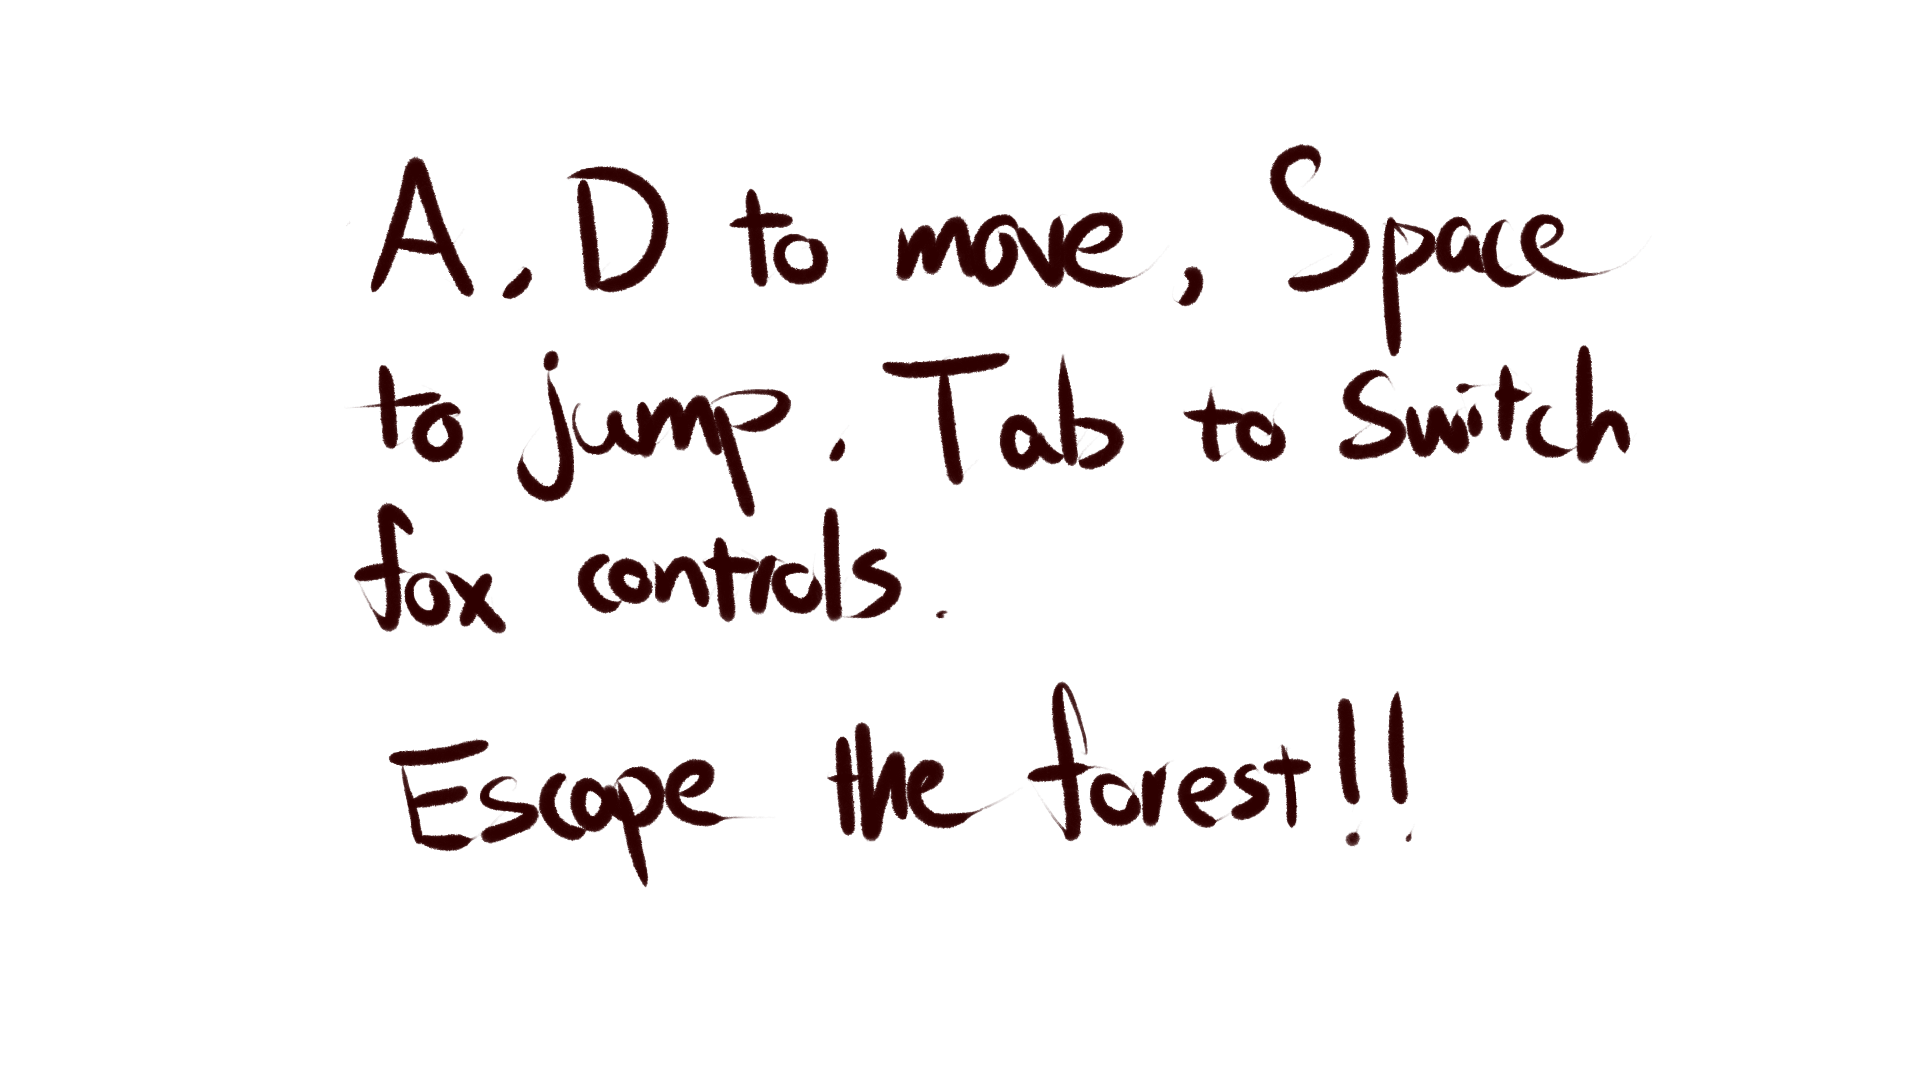 A, D to move, Space
to jump. Tab to switch
fox controls.
Escape the forest!!